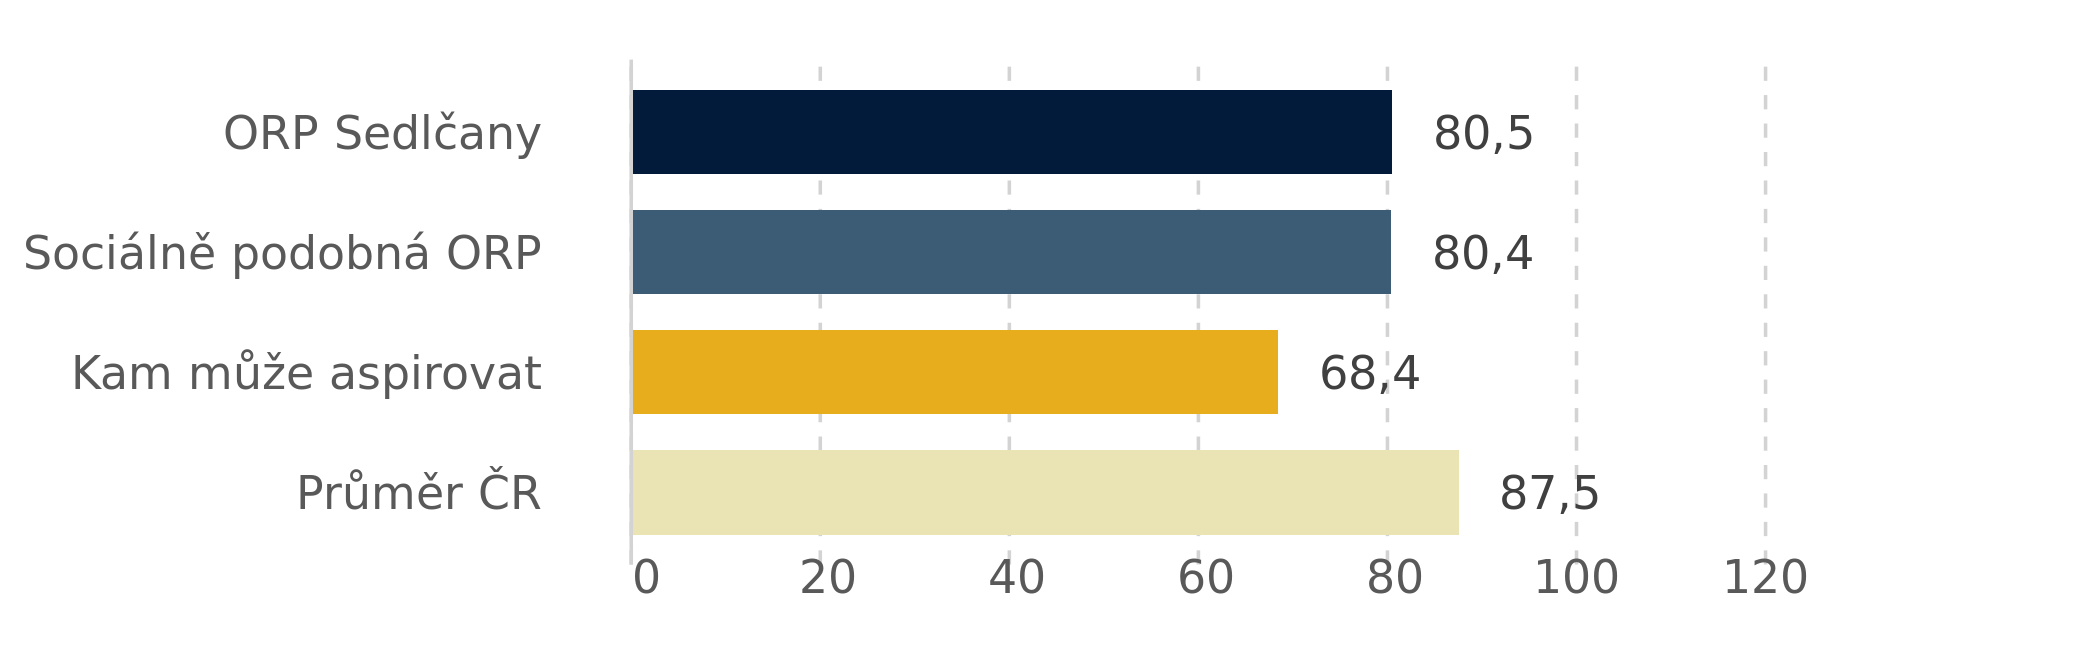 ORP Sedlčany 80,5
Sociálně podobná ORP 80,4
Kam může aspirovat 68,4
Průměr ČR 87,5
0 20 40 60 80 100 120